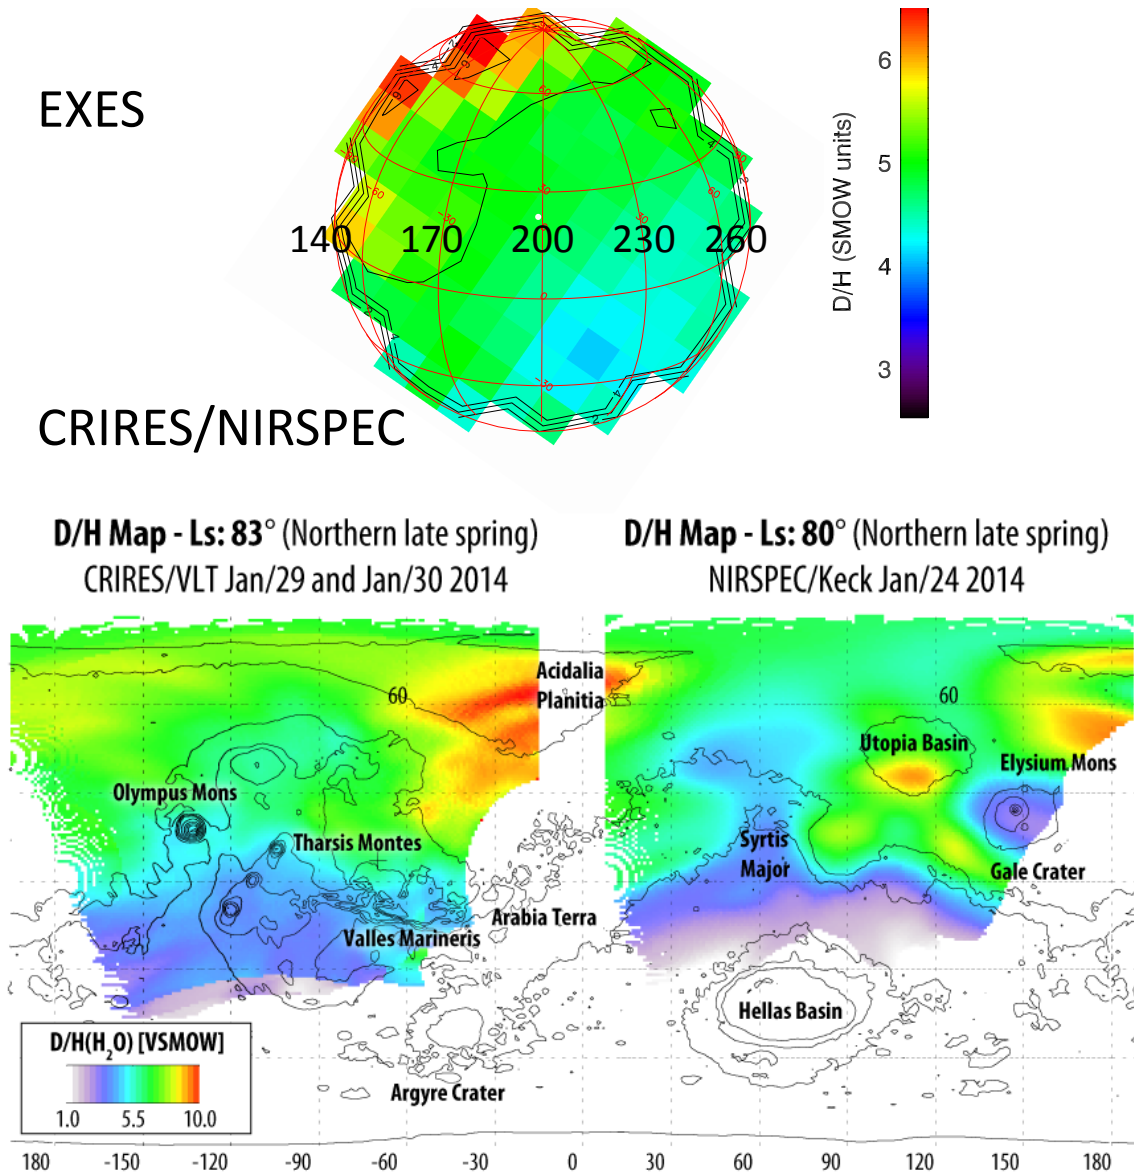 EXES
6
5
4
3
D/H (SMOW units)
60
30
0
-30
140 170 200 230 260
CRIRES/NIRSPEC
D/H Map - Ls: 83° (Northern late spring)
CRIRES/VLT Jan/29 and Jan/30 2014
D/H Map - Ls: 80° (Northern late spring)
NIRSPEC/Keck Jan/24 2014
Acidalia
Planitia
60
60
Utopia Basin
Elysium Mons
Olympus Mons
Tharsis Montes
Syrtis
Major
Gale Crater
Arabia Terra
Valles Marineris
Hellas Basin
D/H(H2O) [VSMOW]
1.0 5.5 10.0
Argyre Crater
180 -150 -120 -90 -60 -30 0 30 60 90 120 150 180